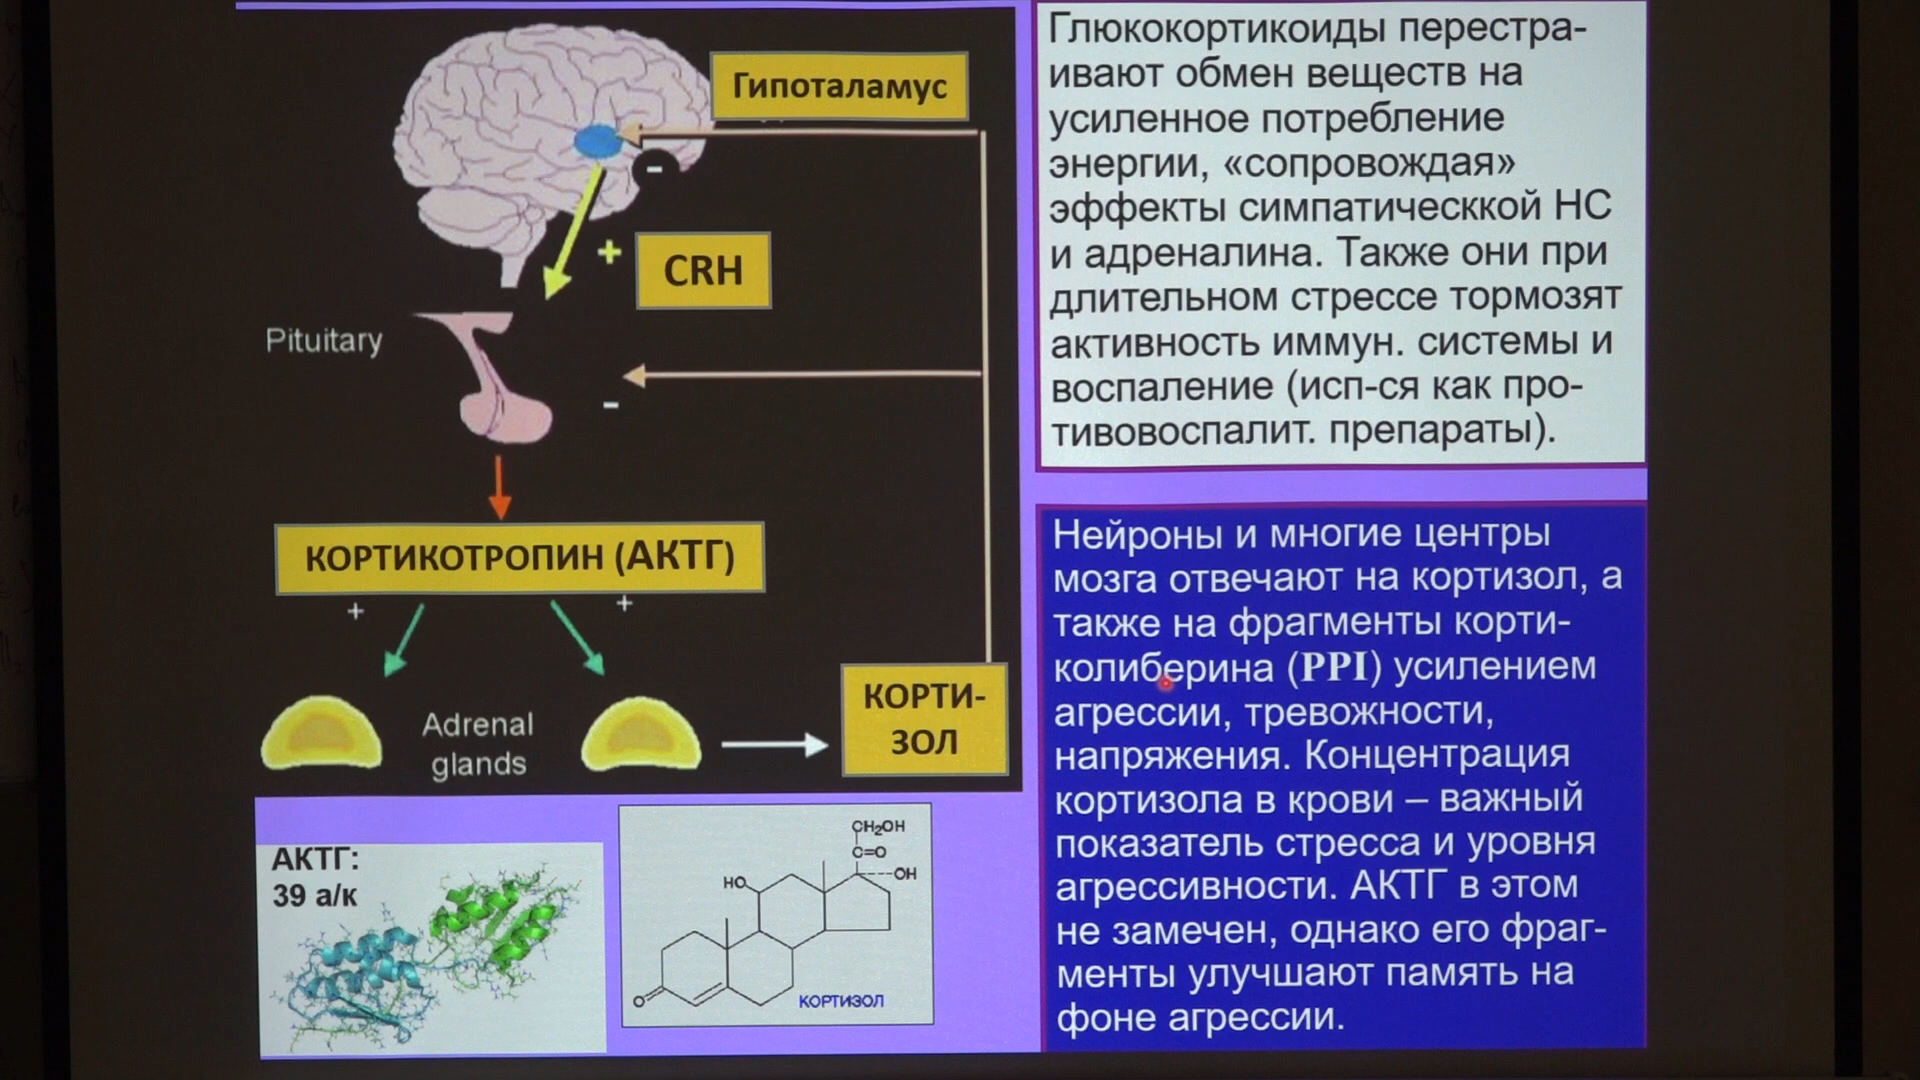 Гипоталамус
-
+
CRH
Pituitary
-
КОРТИКОТРОПИН (АКТГ)
+
+
Adrenal
glands
КОРТИ-
ЗОЛ
АКТГ:
39 а/к
CH₂OH
C=O
HO
OH
O
КОРТИЗОЛ
Глюкокортикоиды перестра-
ивают обмен веществ на
усиленное потребление
энергии, «сопровождая»
эффекты симпатическкой НС
и адреналина. Также они при
длительном стрессе тормозят
активность иммун. системы и
воспаление (исп-ся как про-
тивовоспалит. препараты).
Нейроны и многие центры
мозга отвечают на кортизол, а
также на фрагменты корти-
колиберина (PPI) усилением
агрессии, тревожности,
напряжения. Концентрация
кортизола в крови – важный
показатель стресса и уровня
агрессивности. АКТГ в этом
не замечен, однако его фраг-
менты улучшают память на
фоне агрессии.